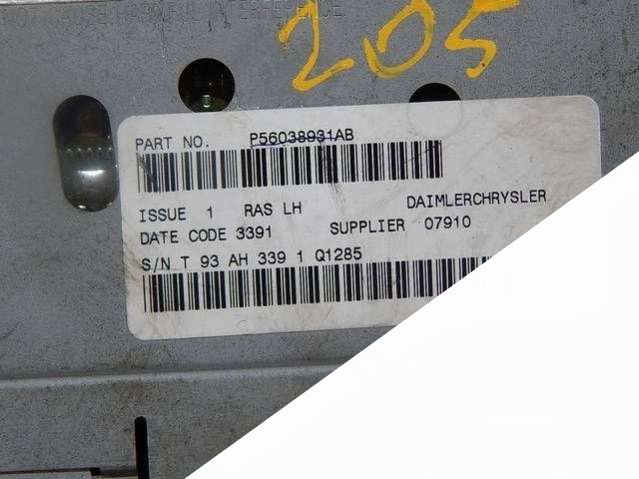 INTERFERENCE
205
PART NO. P56038931AB
ISSUE 1 RAS LH DAIMLERCHRYSLER
DATE CODE 3391 SUPPLIER 07910
S/N T 93 AH 339 1 Q1285